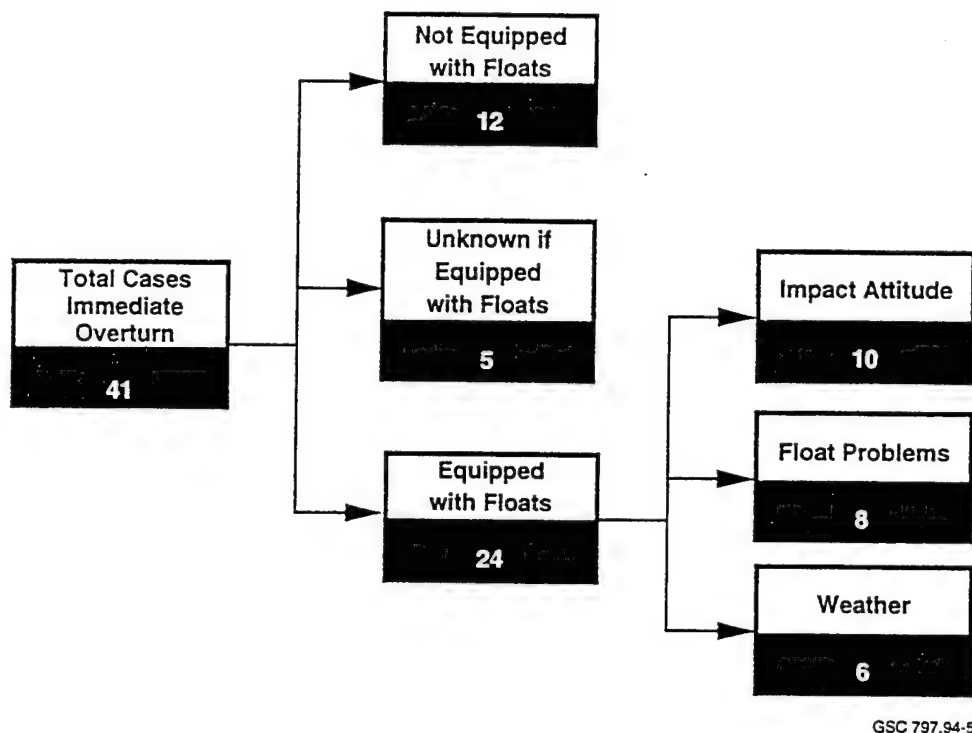 Not Equipped
with Floats
12
Unknown if
Equipped
with Floats
5
Total Cases
Immediate
Overturn
41
Equipped
with Floats
24
Impact Attitude
10
Float Problems
8
Weather
6
GSC 797.94-5